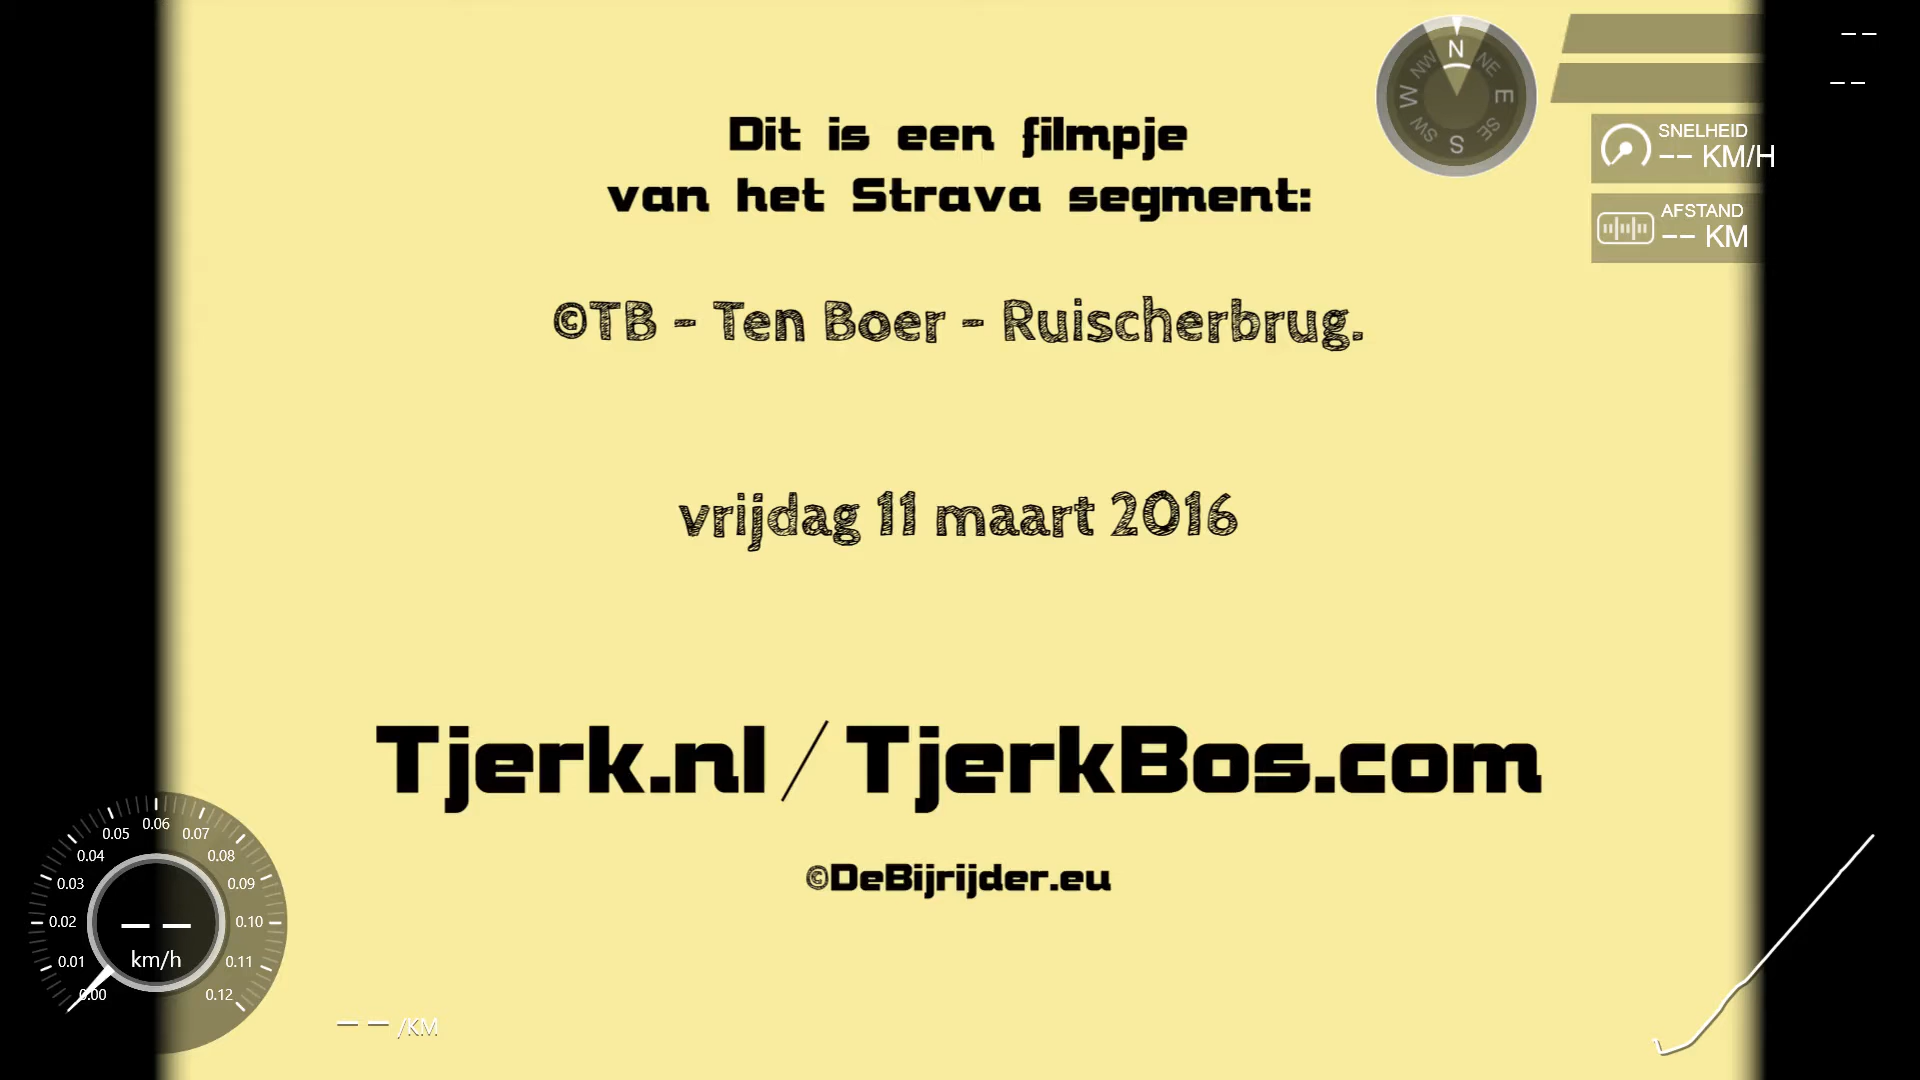 Dit is een filmpje
van het Strava segment:
©TB - Ten Boer - Ruischerbrug.
vrijdag 11 maart 2016
Tjerk.nl / TjerkBos.com
©DeBijrijder.eu
N
NE
E
SE
S
SW
W
NW
-- 
--
SNELHEID
-- KM/H
AFSTAND
-- KM
0.00
0.01
0.02
0.03
0.04
0.05
0.06
0.07
0.08
0.09
0.10
0.11
0.12
-- km/h
-- /KM